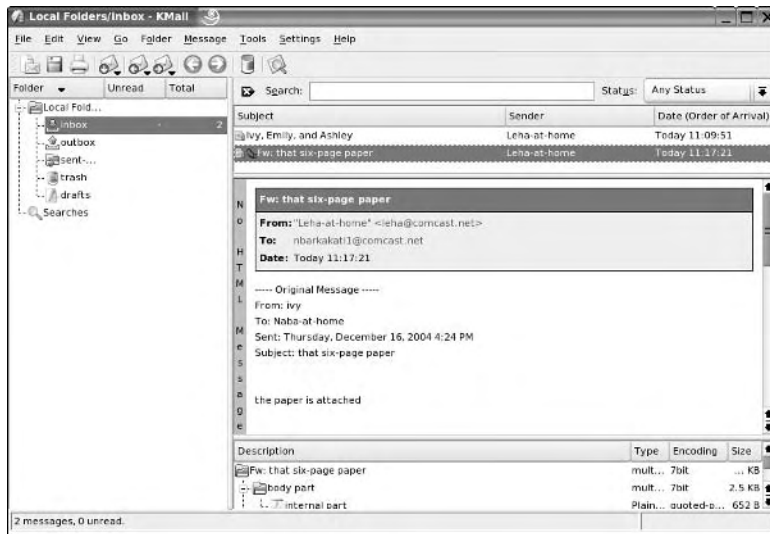 Local Folders/inbox - KMail
File Edit View Go Folder Message Tools Settings Help
Folder Unread Total
Search: Status: Any Status
Local Fold...
inbox - 2
outbox
sent-...
trash
drafts
Searches
Subject Sender Date (Order of Arrival)
Ivy, Emily, and Ashley Leha-at-home Today 11:09:51
Fw: that six-page paper Leha-at-home Today 11:17:21
No HTML Message
Fw: that six-page paper
From: "Leha-at-home" <leha@comcast.net>
To: nbarkakati1@comcast.net
Date: Today 11:17:21
----- Original Message -----
From: ivy
To: Naba-at-home
Sent: Thursday, December 16, 2004 4:24 PM
Subject: that six-page paper
the paper is attached
Description Type Encoding Size
Fw: that six-page paper mult... 7bit ... KB
body part mult... 7bit 2.5 KB
internal part Plain... quoted-p... 652 B
2 messages, 0 unread.